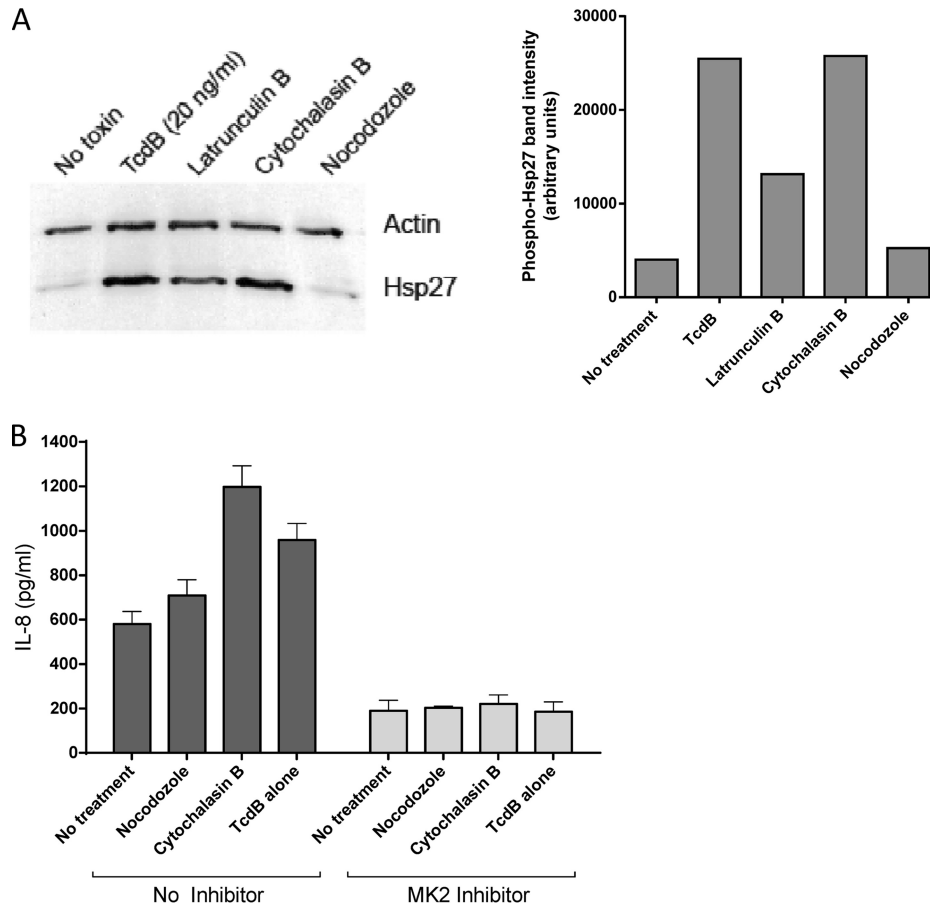 A
No toxin
TcdB (20 ng/ml)
Latrunculin B
Cytochalasin B
Nocodozole
Actin
Hsp27
Phospho-Hsp27 band intensity
(arbitrary units)
30000
20000
10000
0
No treatment
TcdB
Latrunculin B
Cytochalasin B
Nocodozole
B
IL-8 (pg/ml)
1400
1200
1000
800
600
400
200
0
No treatment
Nocodozole
Cytochalasin B
TcdB alone
No treatment
Nocodozole
Cytochalasin B
TcdB alone
No Inhibitor
MK2 Inhibitor